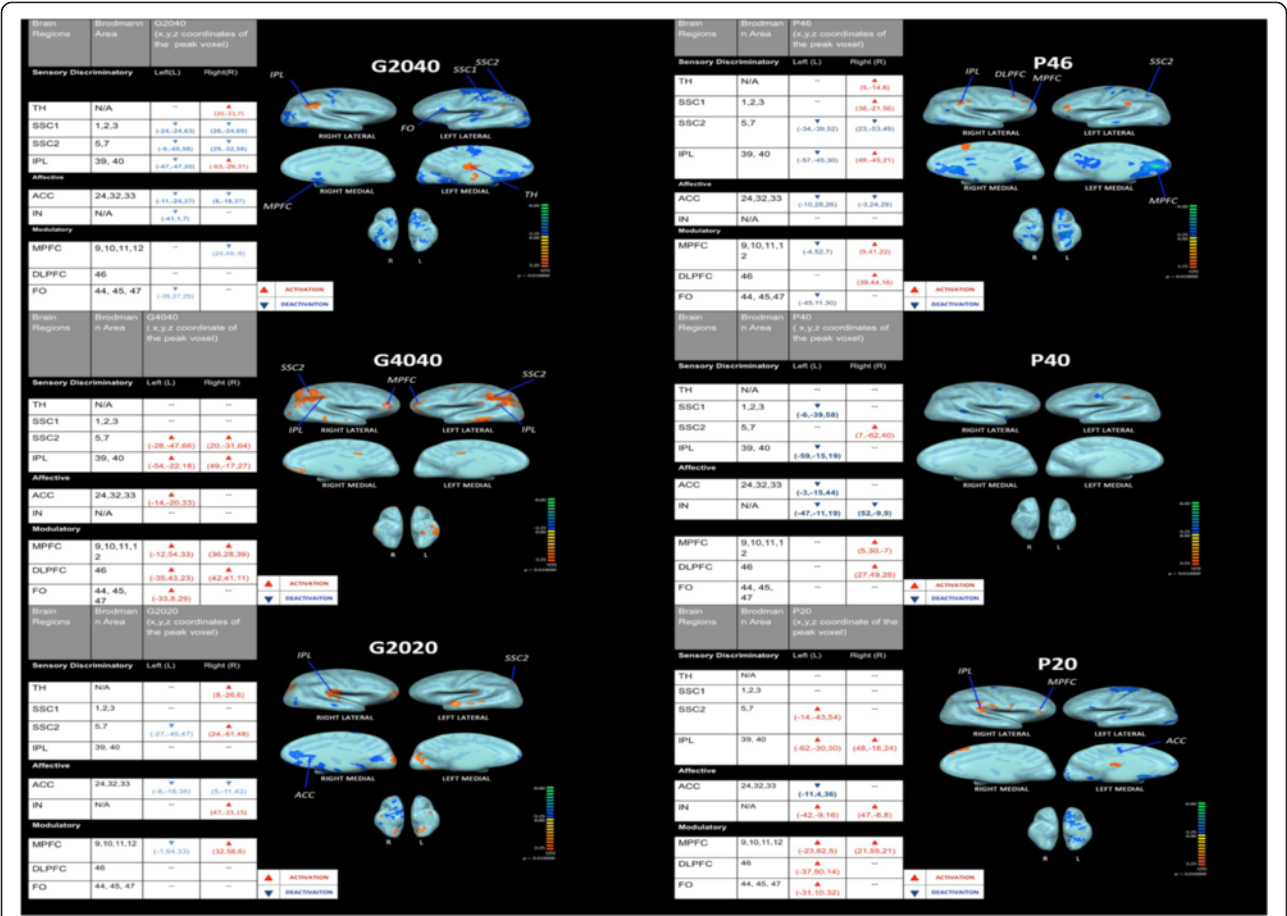 Brain Regions Brodmann Area G2040 (x,y,z coordinates of the peak voxel)
Sensory Discriminatory Left(L) Right(R)
TH N/A -- ▲
SSC1 1,2,3 ▼ (-24,-24,63) ▼ (26,-24,69)
SSC2 5,7 ▼ (-9,-45,58) ▼ (29,-32,58)
IPL 39, 40 ▼ (-47,-47,20) ▲ (-63,-26,31)
Affective
ACC 24,32,33 ▼ (-11,-24,37) ▼ (8,-18,37)
IN N/A ▼ (-41,1,7) --
Modulatory
MPFC 9,10,11,12 -- ▼
DLPFC 46 -- --
FO 44, 45, 47 ▼ (-35,27,25) --
G2040
IPL
SSC1
SSC2
FO
RIGHT LATERAL
LEFT LATERAL
RIGHT MEDIAL
LEFT MEDIAL
MPFC
TH
R L
▲ ACTIVATION
▼ DEACTIVAITON
Brain Regions Brodman n Area G4040 ( x,y,z coordinate of the peak voxel)
Sensory Discriminatory Left (L) Right (R)
TH N/A -- --
SSC1 1,2,3 -- --
SSC2 5,7 ▲ (-28,-47,66) ▲ (20,-31,64)
IPL 39, 40 ▲ (-54,-22,18) ▲ (49,-17,27)
Affective
ACC 24,32,33 ▲ (-14,-20,33) --
IN N/A -- --
Modulatory
MPFC 9,10,11,1 2 ▲ (-12,54,33) ▲ (36,28,39)
DLPFC 46 ▲ (-35,43,23) ▲ (42,41,11)
FO 44, 45, 47 ▲ (-33,8,29) --
G4040
SSC2
MPFC
SSC2
IPL
IPL
RIGHT LATERAL
LEFT LATERAL
RIGHT MEDIAL
LEFT MEDIAL
R L
▲ ACTIVATION
▼ DEACTIVAITON
Brain Regions Brodman n Area G2020 (x,y,z coordinates of the peak voxel)
Sensory Discriminatory Left (L) Right (R)
TH N/A -- ▲ (8,-26,6)
SSC1 1,2,3 -- --
SSC2 5,7 ▼ (-27,-45,47) ▲ (24,-51,48)
IPL 39, 40 -- --
Affective
ACC 24,32,33 ▼ (-8,-18,36) ▼ (5,-11,43)
IN N/A -- ▲ (47,-23,15)
Modulatory
MPFC 9,10,11,12 ▼ (-1,64,33) ▲ (32,58,6)
DLPFC 46 -- --
FO 44, 45, 47 -- --
G2020
IPL
SSC2
RIGHT LATERAL
LEFT LATERAL
RIGHT MEDIAL
LEFT MEDIAL
ACC
R L
▲ ACTIVATION
▼ DEACTIVAITON
Brain Regions Brodman n Area P46 (x,y,z coordinates of the peak voxel)
Sensory Discriminatory Left (L) Right (R)
TH N/A -- ▲ (5,-14,6)
SSC1 1,2,3 -- ▲ (38,-21,56)
SSC2 5,7 ▼ (-34,-39,52) ▼ (23,-53,49)
IPL 39, 40 ▼ (-57,-45,30) ▲ (49,-45,21)
Affective
ACC 24,32,33 ▼ (-10,28,26) ▼ (-3,24,29)
IN N/A -- --
Modulatory
MPFC 9,10,11,1 2 ▼ (-4,52,7) ▲ (9,41,22)
DLPFC 46 -- ▲ (39,44,16)
FO 44, 45,47 ▼ (-45,11,30) --
P46
IPL
DLPFC
MPFC
SSC2
RIGHT LATERAL
LEFT LATERAL
RIGHT MEDIAL
LEFT MEDIAL
MPFC
R L
▲ ACTIVATION
▼ DEACTIVAITON
Brain Regions Brodman n Area P40 ( x,y,z coordinates of the peak voxel)
Sensory Discriminatory Left (L) Right (R)
TH N/A -- --
SSC1 1,2,3 ▼ (-6,-39,58) --
SSC2 5,7 -- ▲ (7,-62,40)
IPL 39, 40 ▼ (-59,-15,19) --
Affective
ACC 24,32,33 ▼ (-3,-15,44) --
IN N/A ▼ (-47,-11,19) ▼ (52,-9,9)
MPFC 9,10,11,1 2 -- ▲ (5,30,-7)
DLPFC 46 -- ▲ (27,49,28)
FO 44, 45, 47 -- --
P40
RIGHT LATERAL
LEFT LATERAL
RIGHT MEDIAL
LEFT MEDIAL
R L
▲ ACTIVATION
▼ DEACTIVAITON
Brain Regions Brodman n Area P20 (x,y,z coordinate of the peak voxel)
Sensory Discriminatory Left (L) Right (R)
TH N/A -- --
SSC1 1,2,3 -- --
SSC2 5,7 ▲ (-14,-43,54) --
IPL 39, 40 ▲ (-62,-30,30) ▲ (48,-18,24)
Affective
ACC 24,32,33 ▼ (-11,4,36) --
IN N/A ▲ (-42,-9,16) ▲ (47,-8,8)
Modulatory
MPFC 9,10,11,12 ▲ (-23,62,5) ▲ (21,55,21)
DLPFC 46 ▲ (-37,50,14) --
FO 44, 45, 47 ▲ (-31,10,32) --
P20
IPL
MPFC
RIGHT LATERAL
LEFT LATERAL
ACC
RIGHT MEDIAL
LEFT MEDIAL
R L
▲ ACTIVATION
▼ DEACTIVAITON